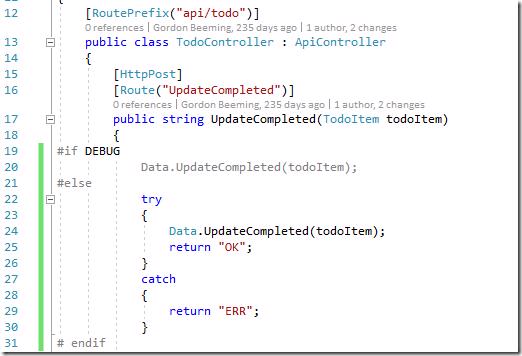 12 [RoutePrefix("api/todo")]
0 references | Gordon Beeming, 235 days ago | 1 author, 2 changes
13 public class TodoController : ApiController
14 {
15 [HttpPost]
16 [Route("UpdateCompleted")]
0 references | Gordon Beeming, 235 days ago | 1 author, 2 changes
17 public string UpdateCompleted(TodoItem todoItem)
18 {
19 #if DEBUG
20 Data.UpdateCompleted(todoItem);
21 #else
22 try
23 {
24 Data.UpdateCompleted(todoItem);
25 return "OK";
26 }
27 catch
28 {
29 return "ERR";
30 }
31 # endif